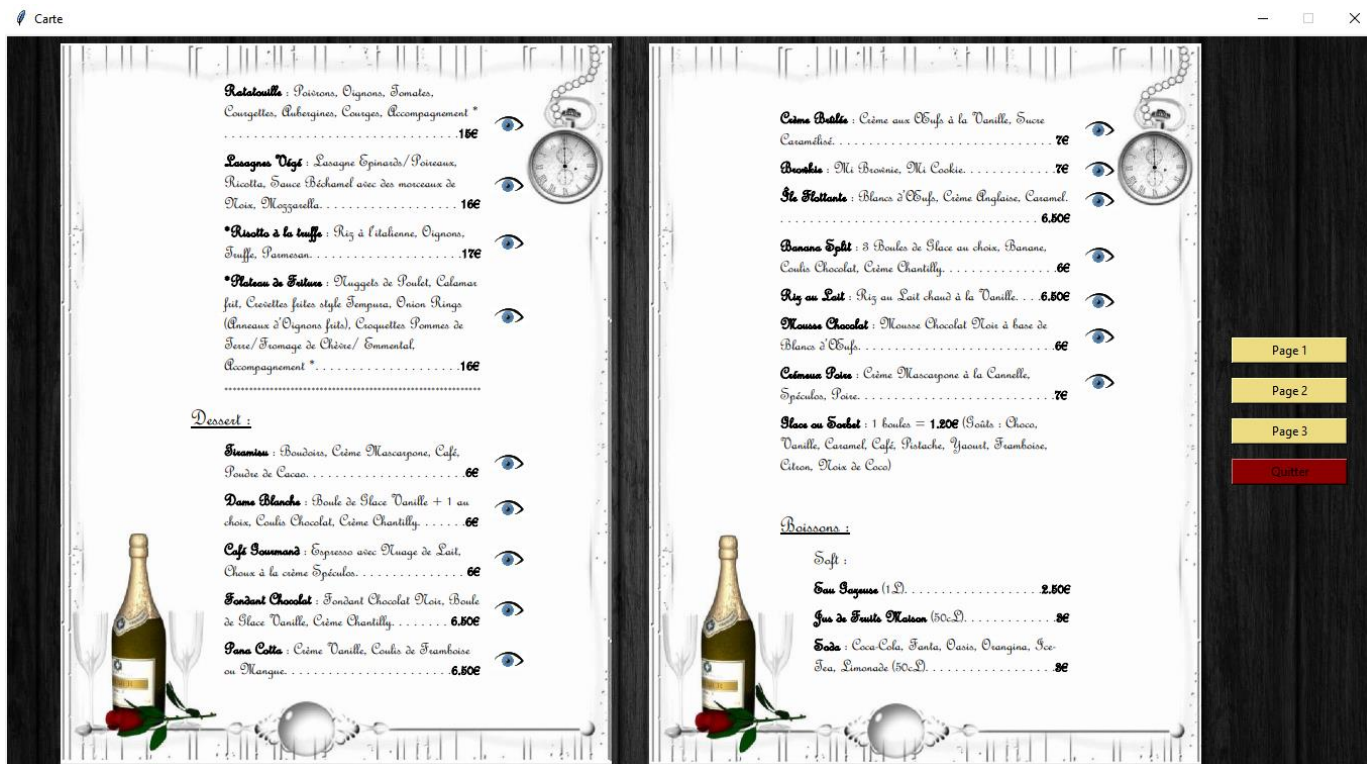 Carte
Ratatouille : Poivrons, Oignons, Tomates,
Courgettes, Aubergines, Courges, Accompagnement *
. . . . . . . . . . . . . . . . . . . . . . . . . . . . . . . . . . .15€
Lasagnes Végé : Lasagne Epinards/Poireaux,
Ricotta, Sauce Béchamel avec des morceaux de
Noix, Mozzarella. . . . . . . . . . . . . . . . . . . . . 16€
*Risotto à la truffe : Riz à l'italienne, Oignons,
Truffe, Parmesan. . . . . . . . . . . . . . . . . . . . . . .17€
*Plateau de Friture : Nuggets de Poulet, Calamar
frit, Crevettes frites style Tempura, Onion Rings
(Anneaux d'Oignons frits), Croquettes Pommes de
Terre/Fromage de Chèvre/ Emmental,
Accompagnement *. . . . . . . . . . . . . . . . . . . . . .16€
Dessert :
Tiramisu : Boudoirs, Crème Mascarpone, Café,
Poudre de Cacao. . . . . . . . . . . . . . . . . . . . . . . .6€
Dame Blanche : Boule de Glace Vanille + 1 au
choix, Coulis Chocolat, Crème Chantilly. . . . . . .6€
Café Gourmand : Espresso avec Nuage de Lait,
Choux à la crème Spéculos. . . . . . . . . . . . . . . . 6€
Fondant Chocolat : Fondant Chocolat Noir, Boule
de Glace Vanille, Crème Chantilly. . . . . . . . . 6.50€
Pana Cotta : Crème Vanille, Coulis de Framboise
ou Mangue. . . . . . . . . . . . . . . . . . . . . . . . .6.50€
Crème Brûlée : Crème aux Œufs à la Vanille, Sucre
Caramélisé. . . . . . . . . . . . . . . . . . . . . . . . . . . . . . . . . 7€
Browkie : Mi Brownie, Mi Cookie. . . . . . . . . . . . . .7€
Île Flottante : Blancs d'Œufs, Crème Anglaise, Caramel.
. . . . . . . . . . . . . . . . . . . . . . . . . . . . . . . . . . . . . . . 6.50€
Banana Split : 3 Boules de Glace au choix, Banane,
Coulis Chocolat, Crème Chantilly. . . . . . . . . . . . . . . . .6€
Riz au Lait : Riz au Lait chaud à la Vanille. . . .6.50€
Mousse Chocolat : Mousse Chocolat Noir à base de
Blancs d'Œufs. . . . . . . . . . . . . . . . . . . . . . . . . . . . . .6€
Crémeux Poire : Crème Mascarpone à la Cannelle,
Spéculos, Poire. . . . . . . . . . . . . . . . . . . . . . . . . . . . . .7€
Glace ou Sorbet : 1 boules = 1.20€ (Goûts : Choco,
Vanille, Caramel, Café, Pistache, Yaourt, Framboise,
Citron, Noix de Coco)
Boissons :
Soft :
Eau Gazeuse (1L). . . . . . . . . . . . . . . . . . . . .2.50€
Jus de Fruits Maison (50cL). . . . . . . . . . . . . .3€
Soda : Coca-Cola, Fanta, Oasis, Orangina, Ice-
Tea, Limonade (50cL). . . . . . . . . . . . . . . . . . . .3€
Page 1
Page 2
Page 3
Quitter